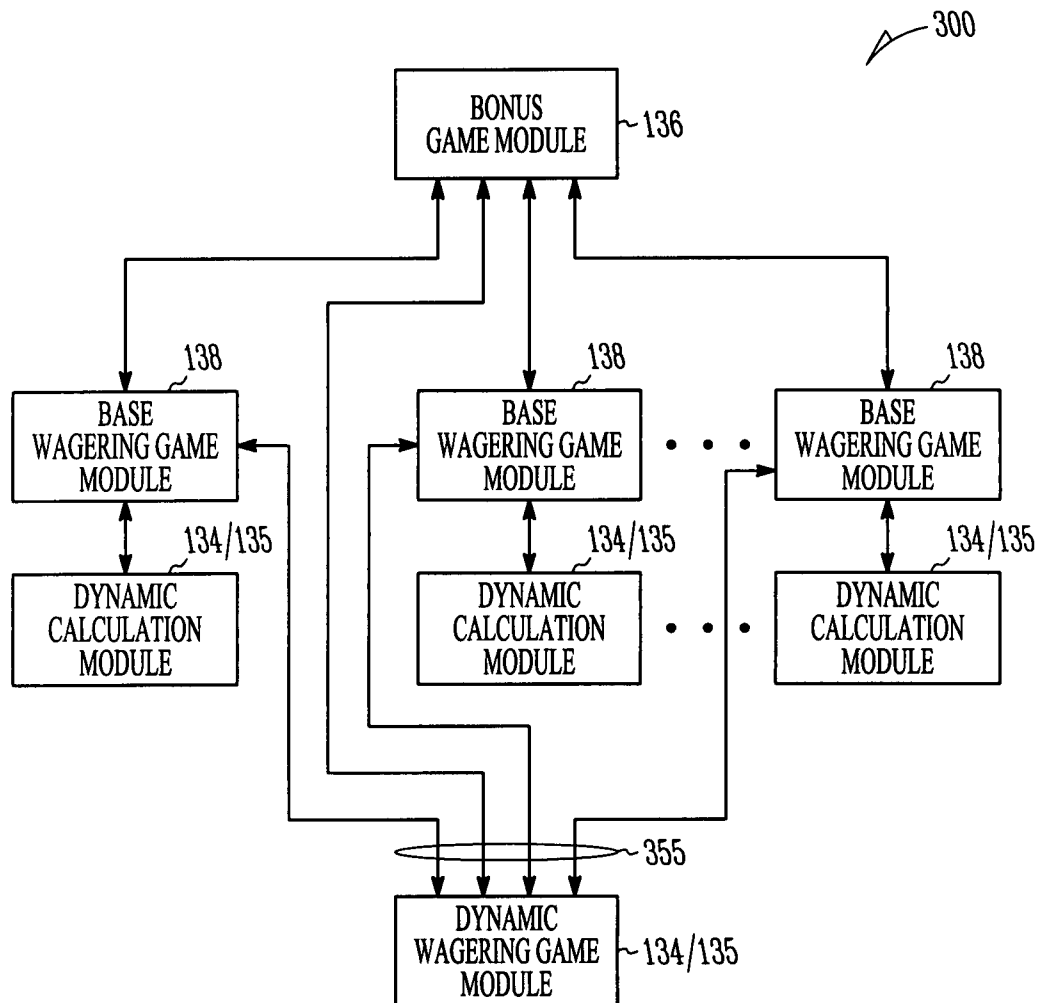 300
BONUS
GAME MODULE
136
138
138
138
BASE
WAGERING GAME
MODULE
BASE
WAGERING GAME
MODULE
BASE
WAGERING GAME
MODULE
134/135
134/135
134/135
DYNAMIC
CALCULATION
MODULE
DYNAMIC
CALCULATION
MODULE
DYNAMIC
CALCULATION
MODULE
355
DYNAMIC
WAGERING GAME
MODULE
134/135